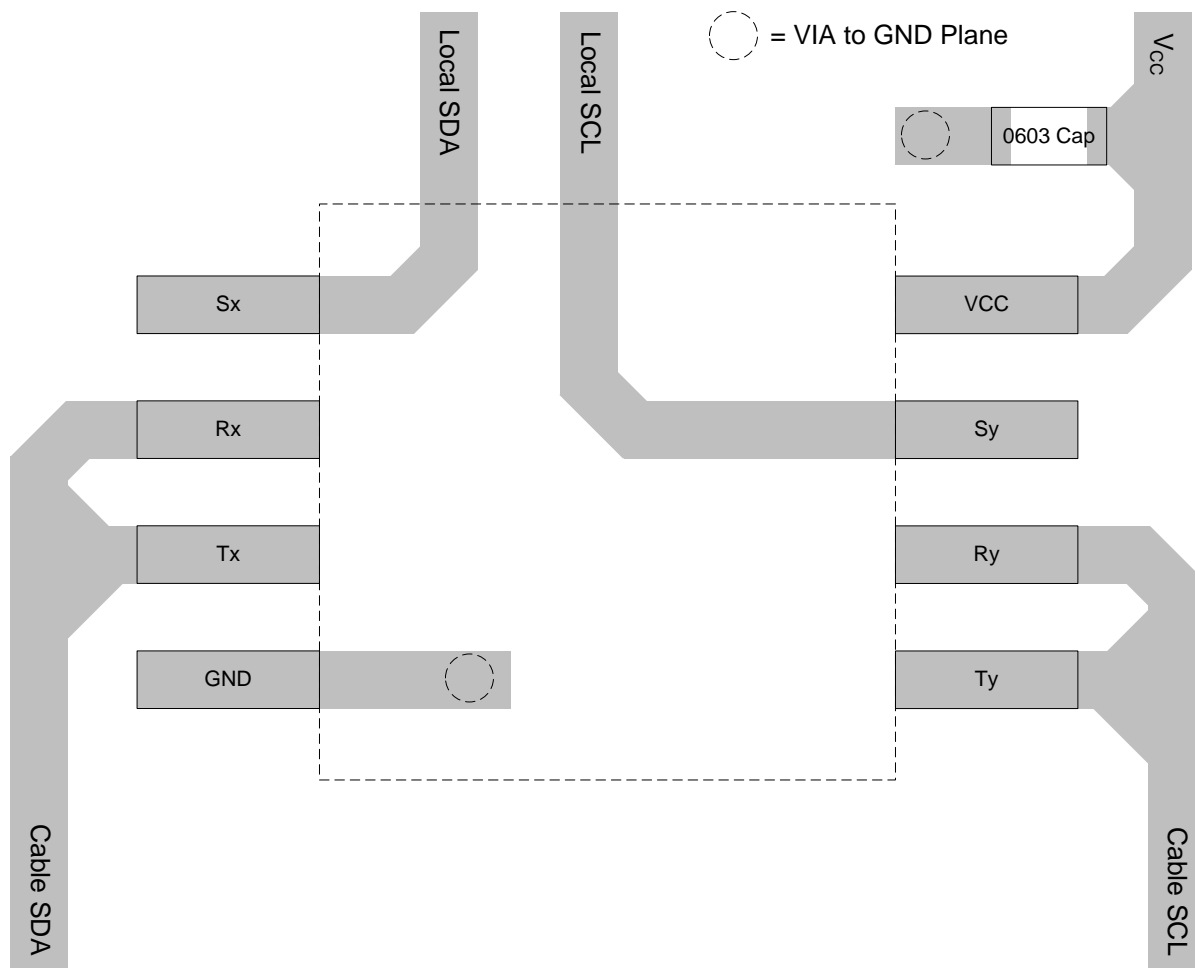 Local SDA
Local SCL
= VIA to GND Plane
VCC
0603 Cap
Sx
VCC
Rx
Sy
Tx
Ry
GND
Ty
Cable SDA
Cable SCL